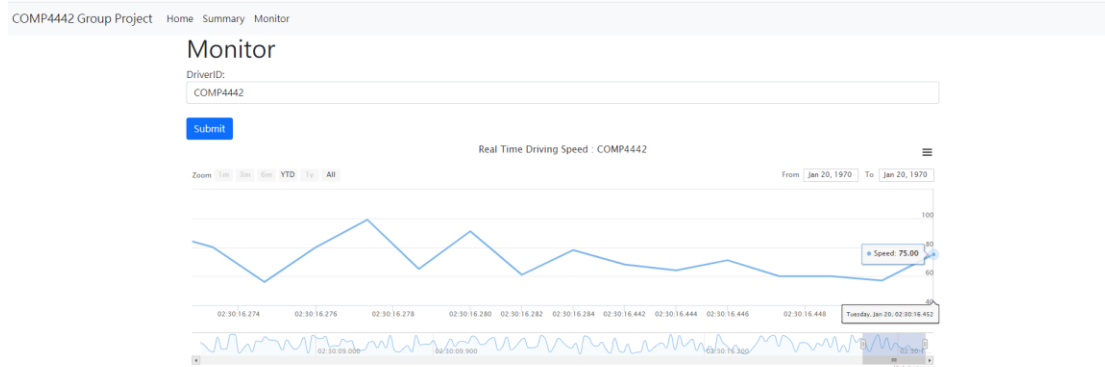 COMP4442 Group Project Home Summary Monitor
Monitor
DriverID:
COMP4442
Submit
Real Time Driving Speed : COMP4442
Zoom 1m 3m 6m YTD 1y All From Jan 20, 1970 To Jan 20, 1970
100
80
Speed: 75.00
60
40
02:30:16.274 02:30:16.276 02:30:16.278 02:30:16.280 02:30:16.282 02:30:16.284 02:30:16.442 02:30:16.444 02:30:16.446 02:30:16.448 Tuesday, Jan 20, 02:30:16.452
02:30:09.000 02:30:09.900